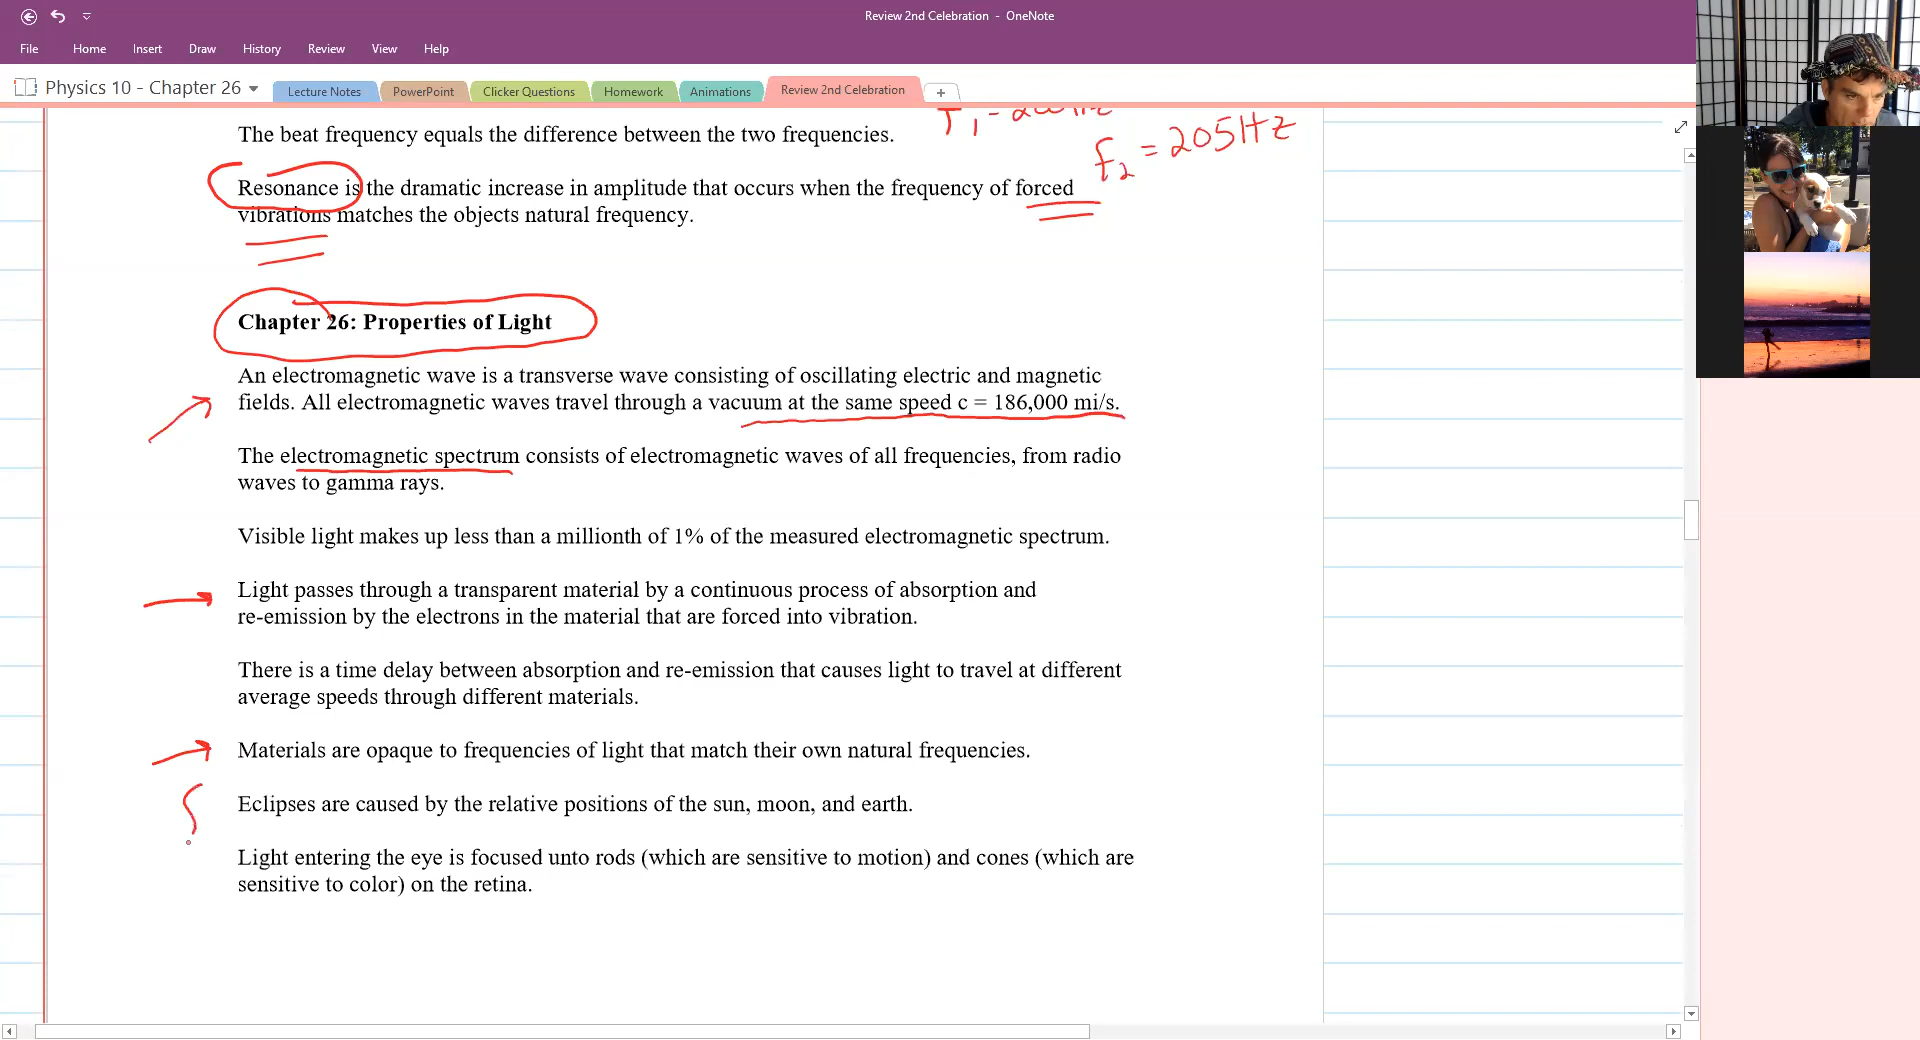 Review 2nd Celebration - OneNote
File Home Insert Draw History Review View Help
Physics 10 - Chapter 26 Lecture Notes PowerPoint Clicker Questions Homework Animations Review 2nd Celebration +
The beat frequency equals the difference between the two frequencies.
f2 = 205 Hz
Resonance is the dramatic increase in amplitude that occurs when the frequency of forced
vibrations matches the objects natural frequency.
Chapter 26: Properties of Light
An electromagnetic wave is a transverse wave consisting of oscillating electric and magnetic
fields. All electromagnetic waves travel through a vacuum at the same speed c = 186,000 mi/s.
The electromagnetic spectrum consists of electromagnetic waves of all frequencies, from radio
waves to gamma rays.
Visible light makes up less than a millionth of 1% of the measured electromagnetic spectrum.
Light passes through a transparent material by a continuous process of absorption and
re-emission by the electrons in the material that are forced into vibration.
There is a time delay between absorption and re-emission that causes light to travel at different
average speeds through different materials.
Materials are opaque to frequencies of light that match their own natural frequencies.
Eclipses are caused by the relative positions of the sun, moon, and earth.
Light entering the eye is focused unto rods (which are sensitive to motion) and cones (which are
sensitive to color) on the retina.